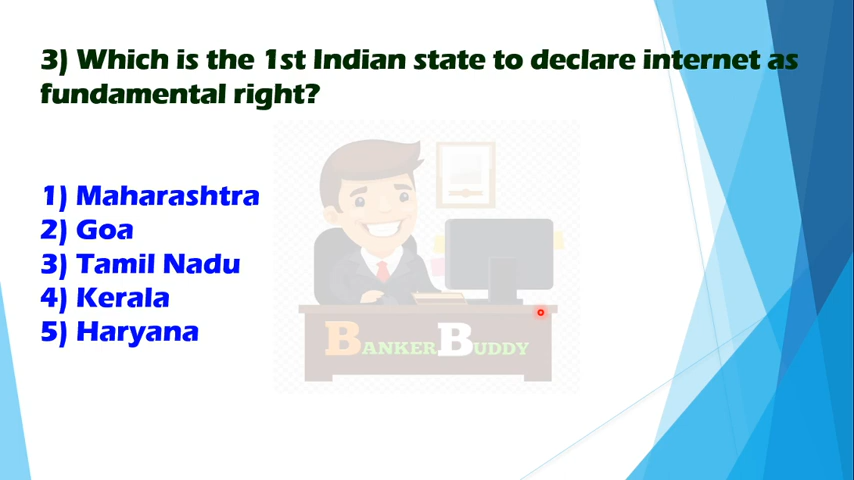 3) Which is the 1st Indian state to declare internet as
fundamental right?
1) Maharashtra
2) Goa
3) Tamil Nadu
4) Kerala
5) Haryana
BANKER BUDDY